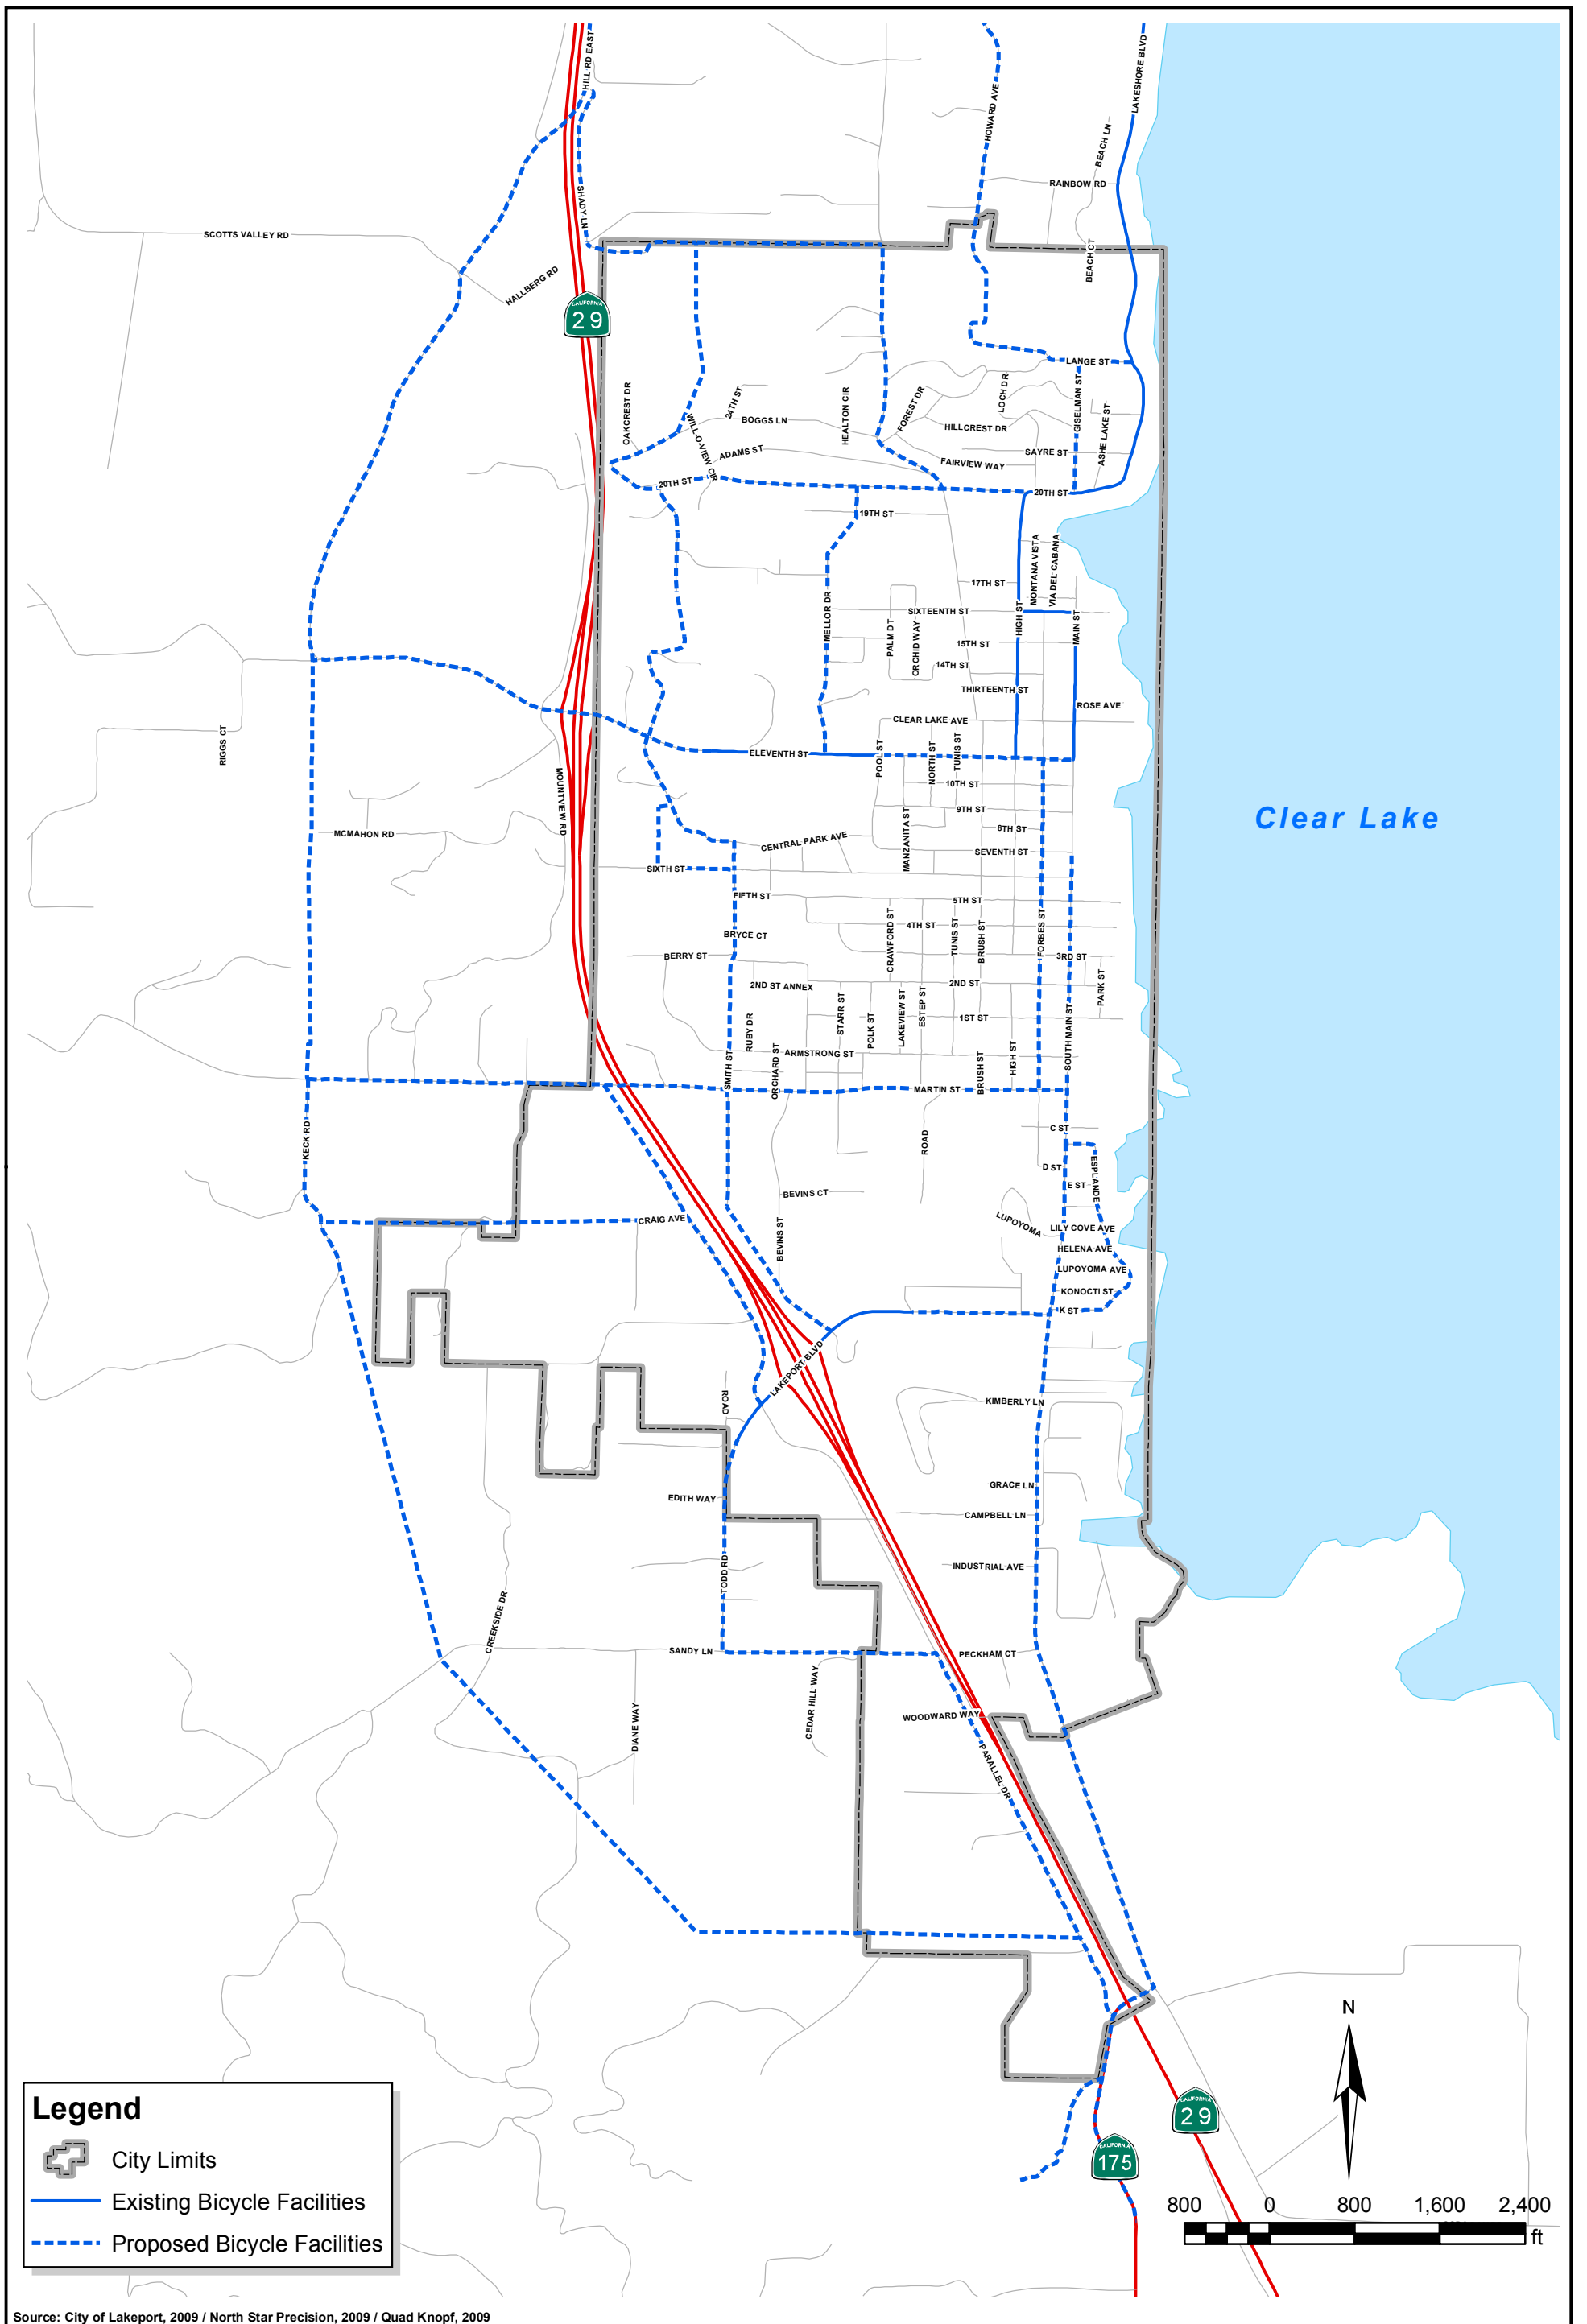 HILL RD EAST
HOWARD AVE
LAKESHORE BLVD
BEACH LN
RAINBOW RD
SHADY LN
SCOTTS VALLEY RD
HALLBERG RD
BEACH CT
CALIFORNIA
29
LANGE ST
OAKCREST DR
24TH ST
WILL-O-VIEW CIR
BOGGS LN
HEALTON CIR
FOREST DR
LOCH DR
GISELMAN ST
HILLCREST DR
ASHE LAKE ST
ADAMS ST
SAYRE ST
FAIRVIEW WAY
20TH ST
20TH ST
19TH ST
MONTANA VISTA
VIA DEL CABANA
17TH ST
MELLOR DR
SIXTEENTH ST
HIGH ST
MAIN ST
PALM DT
ORCHID WAY
15TH ST
14TH ST
THIRTEENTH ST
ROSE AVE
CLEAR LAKE AVE
RIGGS CT
ELEVENTH ST
POOL ST
NORTH ST
TUNIS ST
MOUNTVIEW RD
10TH ST
9TH ST
Clear Lake
MCMAHON RD
CENTRAL PARK AVE
MANZANITA ST
8TH ST
SEVENTH ST
SIXTH ST
FIFTH ST
5TH ST
BRYCE CT
CRAWFORD ST
4TH ST
TUNIS ST
BRUSH ST
FORBES ST
BERRY ST
3RD ST
2ND ST ANNEX
2ND ST
PARK ST
RUBY DR
STARR ST
POLK ST
LAKEVIEW ST
ESTEP ST
1ST ST
SOUTH MAIN ST
SMITH ST
ORCHARD ST
ARMSTRONG ST
BRUSH ST
HIGH ST
MARTIN ST
KECK RD
ROAD
C ST
D ST
ESPLANDE
E ST
BEVINS CT
CRAIG AVE
BEVINS ST
LUPOYOMA
LILY COVE AVE
HELENA AVE
LUPOYOMA AVE
KONOCTI ST
K ST
LAKEPORT BLVD
ROAD
KIMBERLY LN
GRACE LN
EDITH WAY
CAMPBELL LN
TODD RD
INDUSTRIAL AVE
CREEKSIDE DR
SANDY LN
PECKHAM CT
DIANE WAY
CEDAR HILL WAY
WOODWARD WAY
PARALLEL DR
N
CALIFORNIA
29
CALIFORNIA
175
800 0 800 1,600 2,400
ft
Legend
City Limits
Existing Bicycle Facilities
Proposed Bicycle Facilities
Source: City of Lakeport, 2009 / North Star Precision, 2009 / Quad Knopf, 2009